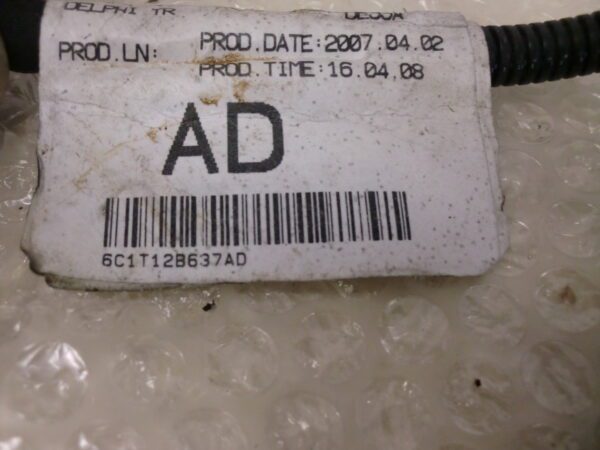 DELPHI TR
PROD.LN: PROD.DATE:2007.04.02
PROD.TIME:16.04.08
AD
6C1T12B637AD